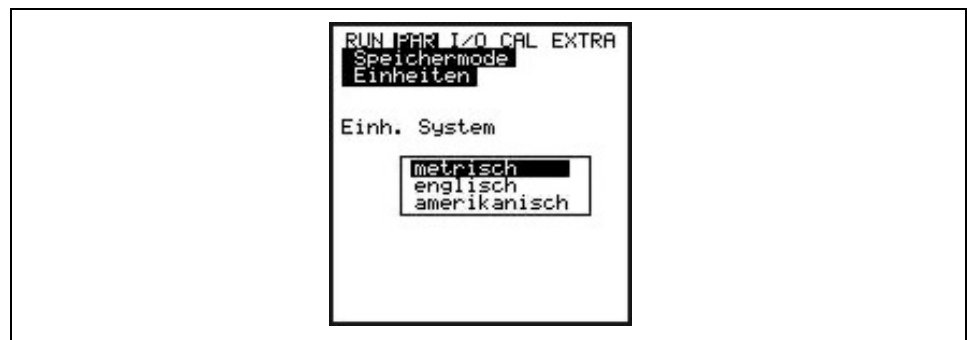 RUN PAR I/O CAL EXTRA
Speichermode
Einheiten
Einh. System
metrisch
englisch
amerikanisch